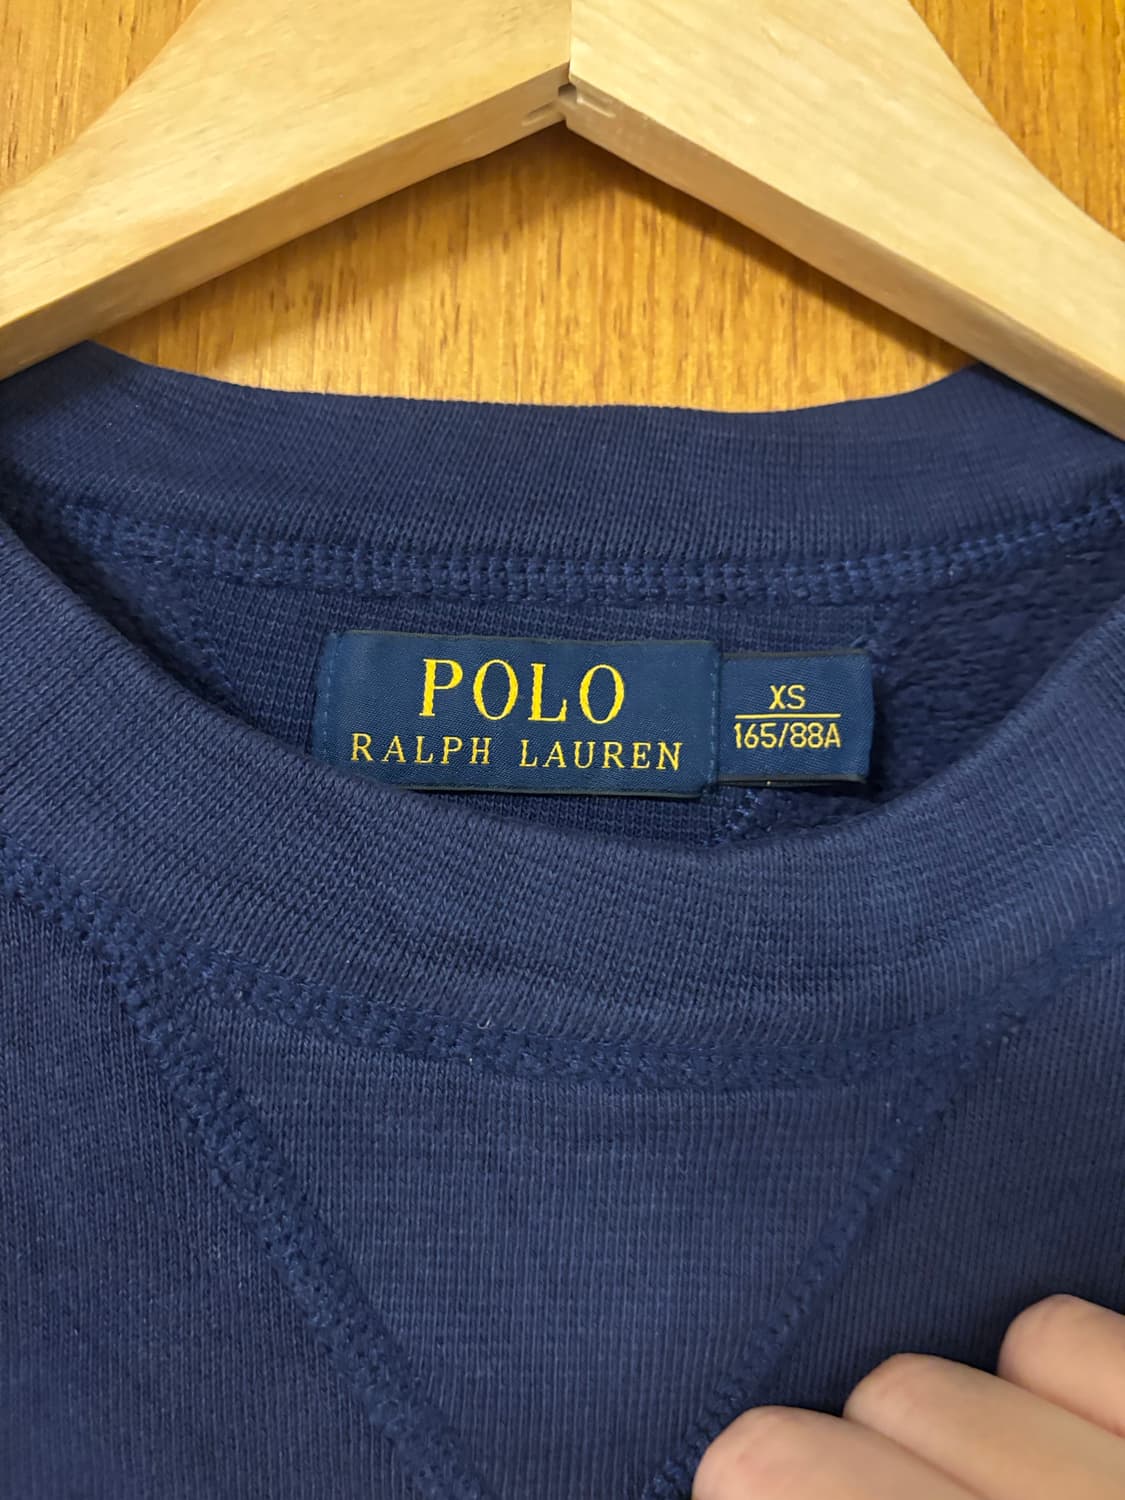 POLO
RALPH LAUREN
XS
165/88A